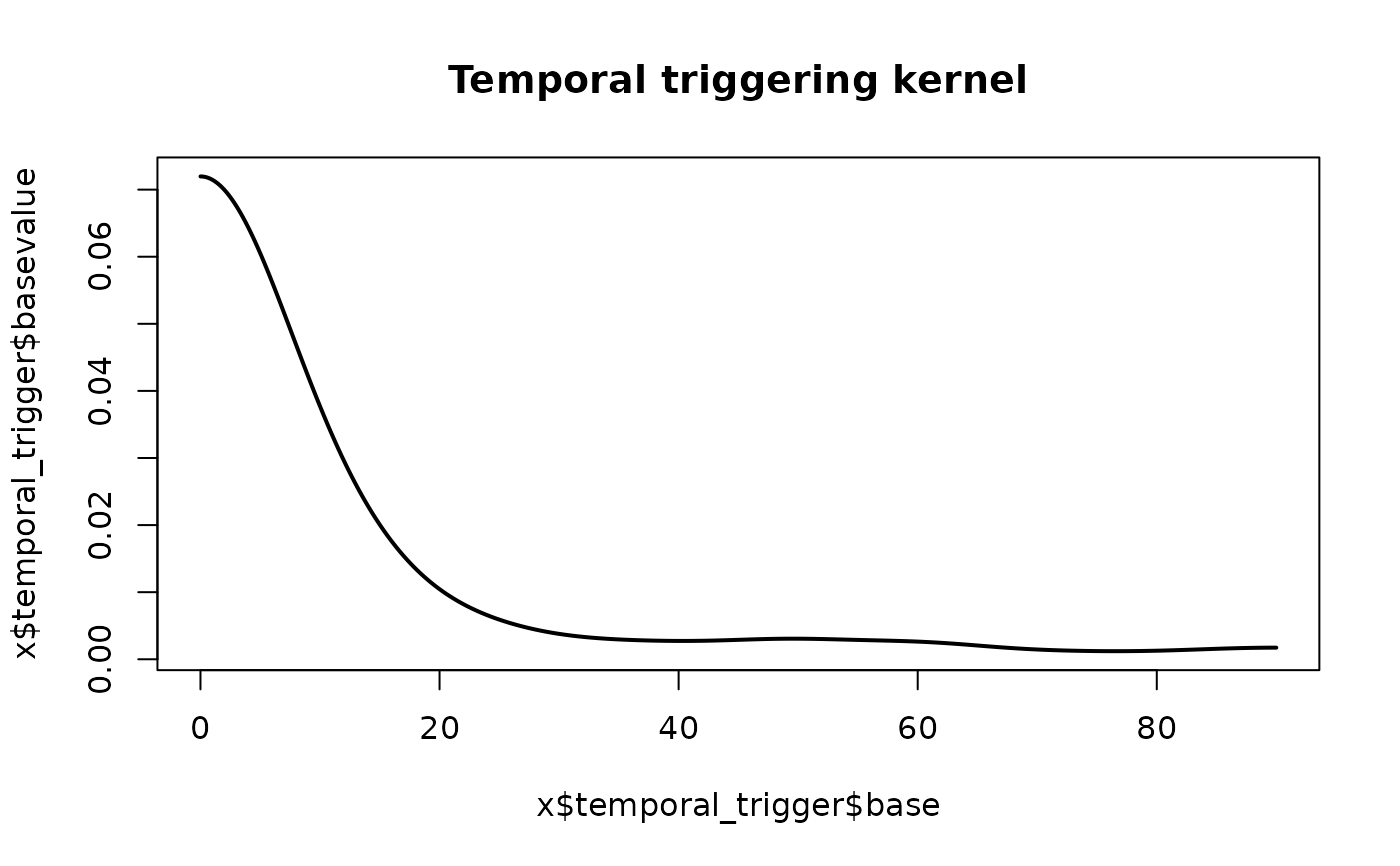 Temporal triggering kernel
x$temporal_trigger$basevalue
0.06
0.04
0.02
0.00
0 20 40 60 80
x$temporal_trigger$base